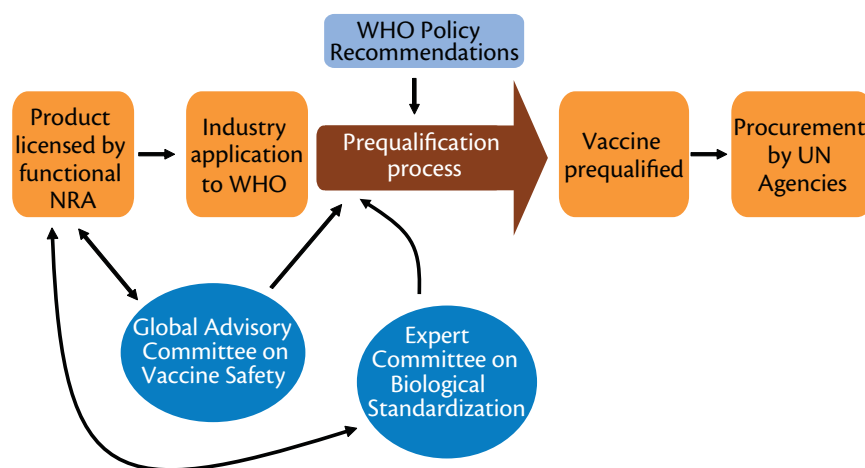 WHO Policy
Recommendations
Product
licensed by
functional
NRA
Industry
application
to WHO
Prequalification
process
Vaccine
prequalified
Procurement
by UN
Agencies
Global Advisory
Committee on
Vaccine Safety
Expert
Committee on
Biological
Standardization